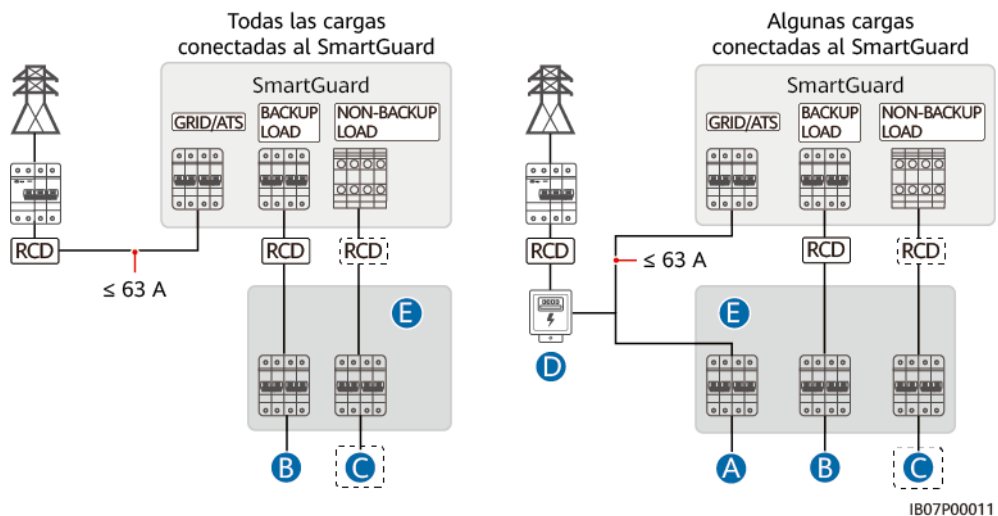 Todas las cargas
conectadas al SmartGuard
SmartGuard
GRID/ATS
BACKUP
LOAD
NON-BACKUP
LOAD
RCD
RCD
RCD
≤ 63 A
E
B
C
Algunas cargas
conectadas al SmartGuard
SmartGuard
GRID/ATS
BACKUP
LOAD
NON-BACKUP
LOAD
RCD
RCD
RCD
≤ 63 A
E
D
A
B
C
IB07P00011